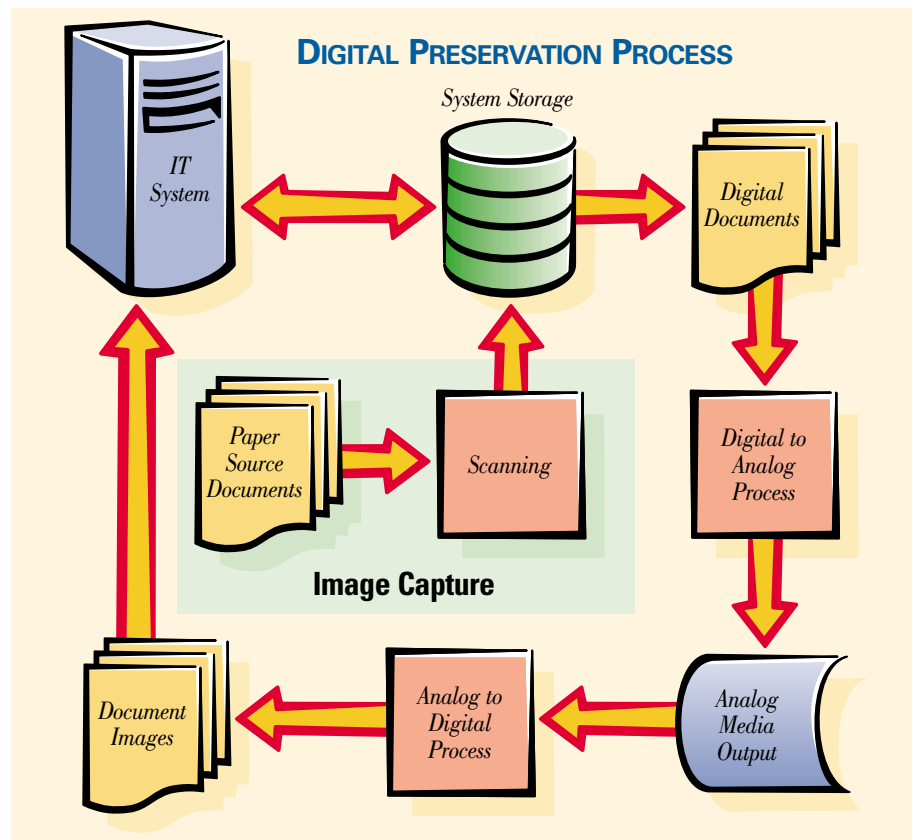 DIGITAL PRESERVATION PROCESS
System Storage
IT
System
Digital
Documents
Paper
Source
Documents
Scanning
Digital to
Analog
Process
Image Capture
Document
Images
Analog to
Digital
Process
Analog
Media
Output